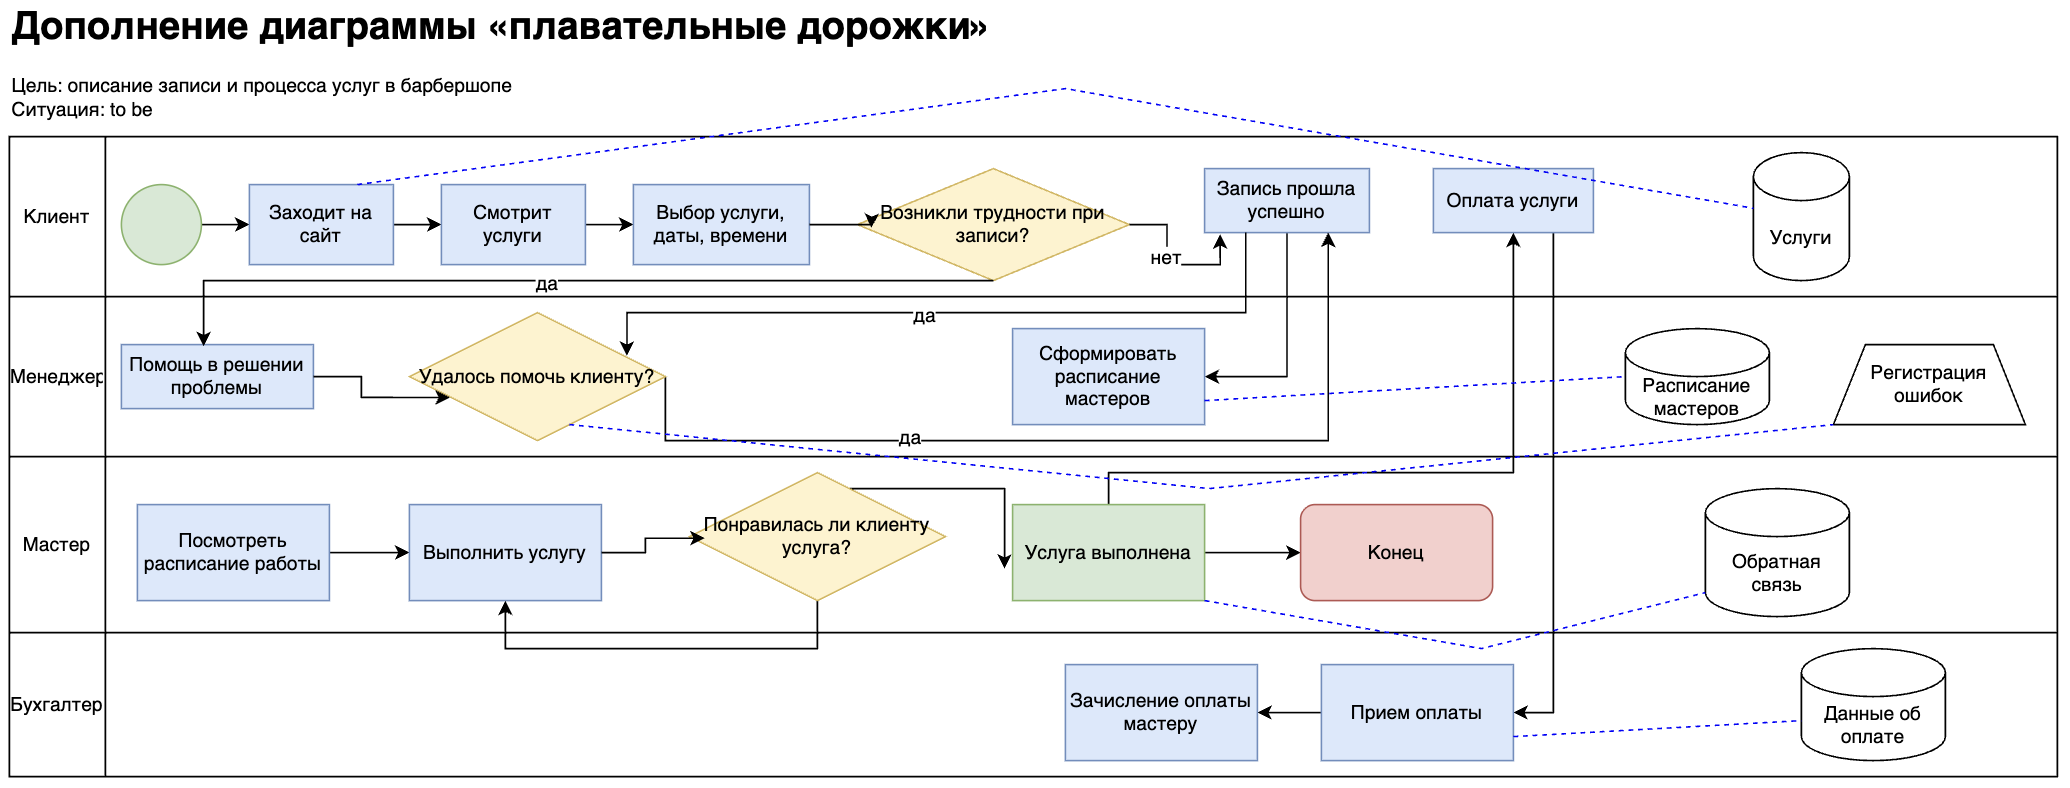 Дополнение диаграммы «плавательные дорожки»
Цель: описание записи и процесса услуг в барбершопе
Ситуация: to be
Клиент
Заходит на
сайт
Смотрит
услуги
Выбор услуги,
даты, времени
Возникли трудности при
записи?
нет
Запись прошла
успешно
Оплата услуги
Услуги
да
Менеджер
Помощь в решении
проблемы
Удалось помочь клиенту?
да
да
Сформировать
расписание
мастеров
Расписание
мастеров
Регистрация
ошибок
Мастер
Посмотреть
расписание работы
Выполнить услугу
Понравилась ли клиенту
услуга?
Услуга выполнена
Конец
Обратная
связь
Бухгалтер
Зачисление оплаты
мастеру
Прием оплаты
Данные об
оплате